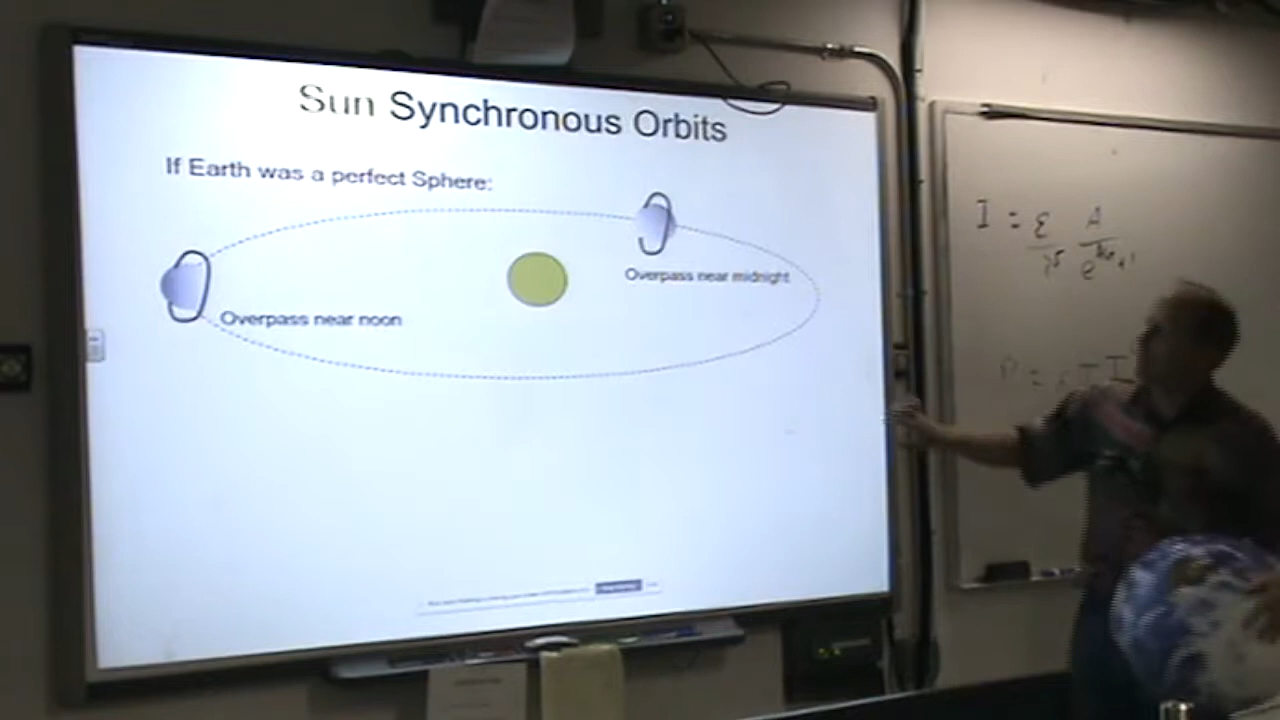 Sun Synchronous Orbits
If Earth was a perfect Sphere:
Overpass near midnight
Overpass near noon
I = ε A